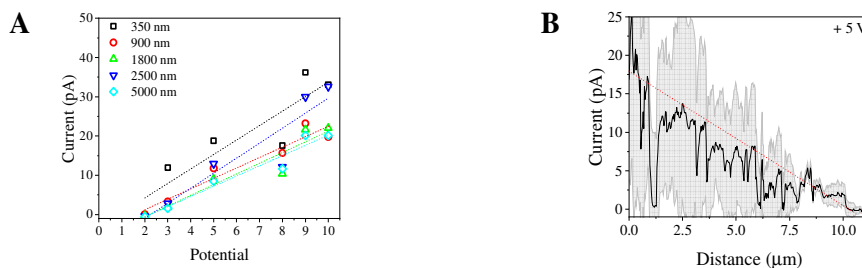 A
50
40
30
20
10
0
Current (pA)
350 nm
900 nm
1800 nm
2500 nm
5000 nm
0 1 2 3 4 5 6 7 8 9 10
Potential
B
25
20
15
10
5
0
Current (pA)
+ 5 V
0.0 2.5 5.0 7.5 10.0
Distance (μm)